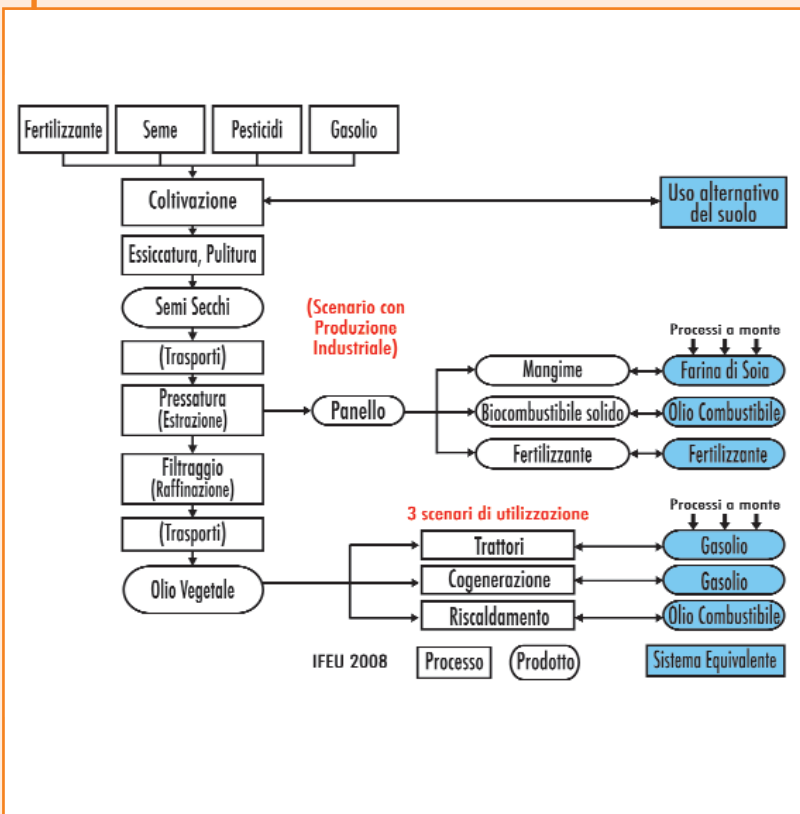 Fertilizzante
Seme
Pesticidi
Gasolio
Coltivazione
Uso alternativo
del suolo
Essiccatura, Pulitura
Semi Secchi
(Scenario con
Produzione
Industriale)
(Trasporti)
Pressatura
(Estrazione)
Panello
Processi a monte
Mangime
Farina di Soia
Biocombustibile solido
Olio Combustibile
Fertilizzante
Fertilizzante
Filtraggio
(Raffinazione)
(Trasporti)
Olio Vegetale
3 scenari di utilizzazione
Processi a monte
Trattori
Gasolio
Cogenerazione
Gasolio
Riscaldamento
Olio Combustibile
IFEU 2008
Processo
Prodotto
Sistema Equivalente